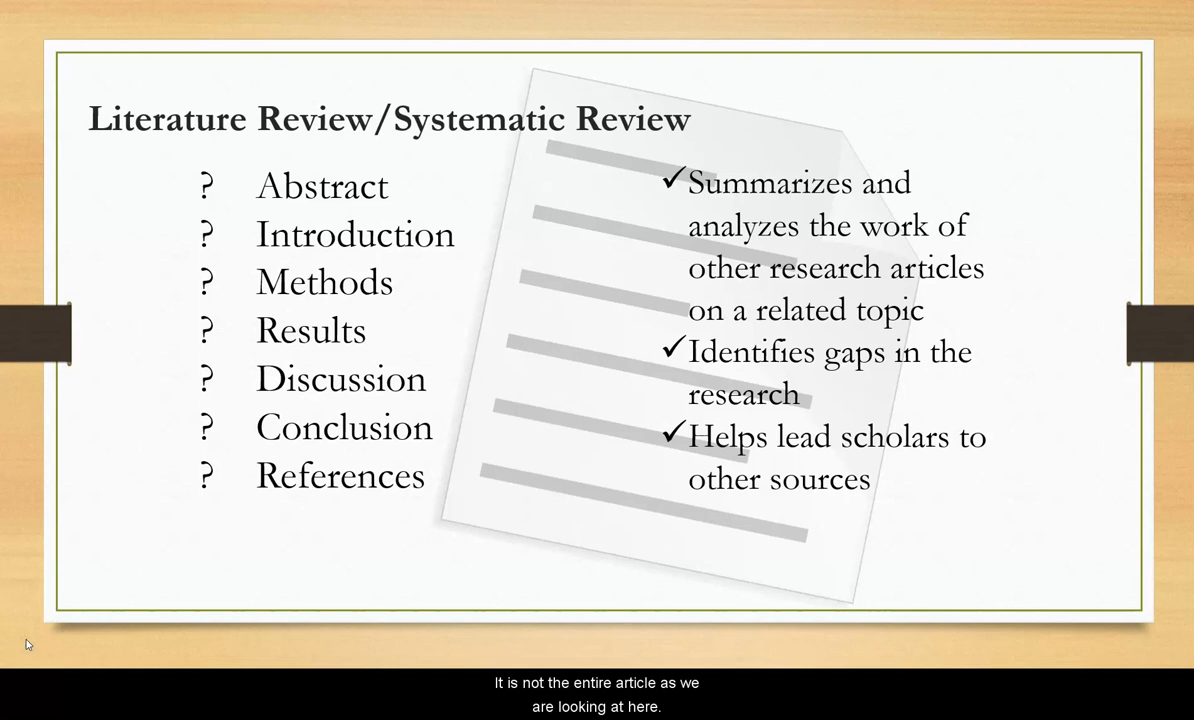 Literature Review/Systematic Review
? Abstract
? Introduction
? Methods
? Results
? Discussion
? Conclusion
? References
✓Summarizes and
analyzes the work of
other research articles
on a related topic
✓Identifies gaps in the
research
✓Helps lead scholars to
other sources
It is not the entire article as we
are looking at here.